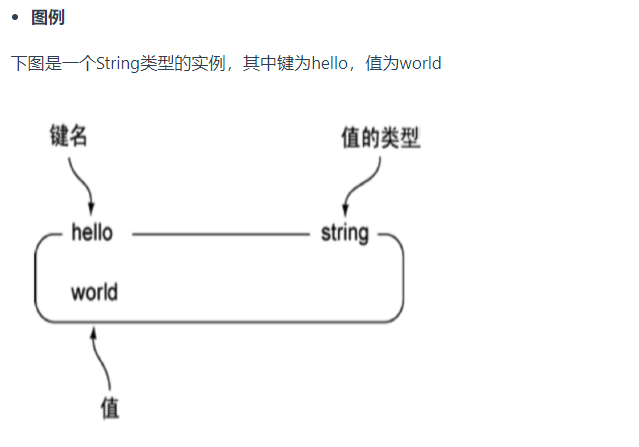 图例
下图是一个String类型的实例，其中键为hello，值为world
键名
值的类型
hello
string
world
值